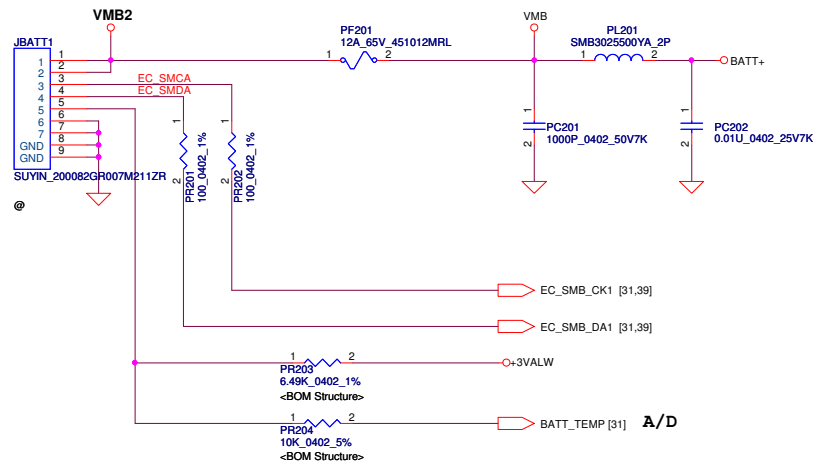 VMB2
JBATT1
1
2
3
4
5
6
7
GND
GND
1
2
3
4
5
6
7
8
9
SUYIN_200082GR007M211ZR
@
EC_SMCA
EC_SMDA
PF201
12A_65V_451012MRL
1
2
VMB
PL201
SMB3025500YA_2P
1
2
BATT+
1
2
PC201
1000P_0402_50V7K
1
2
PC202
0.01U_0402_25V7K
1
2
PR201
100_0402_1%
1
2
PR202
100_0402_1%
EC_SMB_CK1 [31,39]
EC_SMB_DA1 [31,39]
1
2
PR203
6.49K_0402_1%
<BOM Structure>
+3VALW
1
2
PR204
10K_0402_5%
<BOM Structure>
BATT_TEMP [31]
A/D